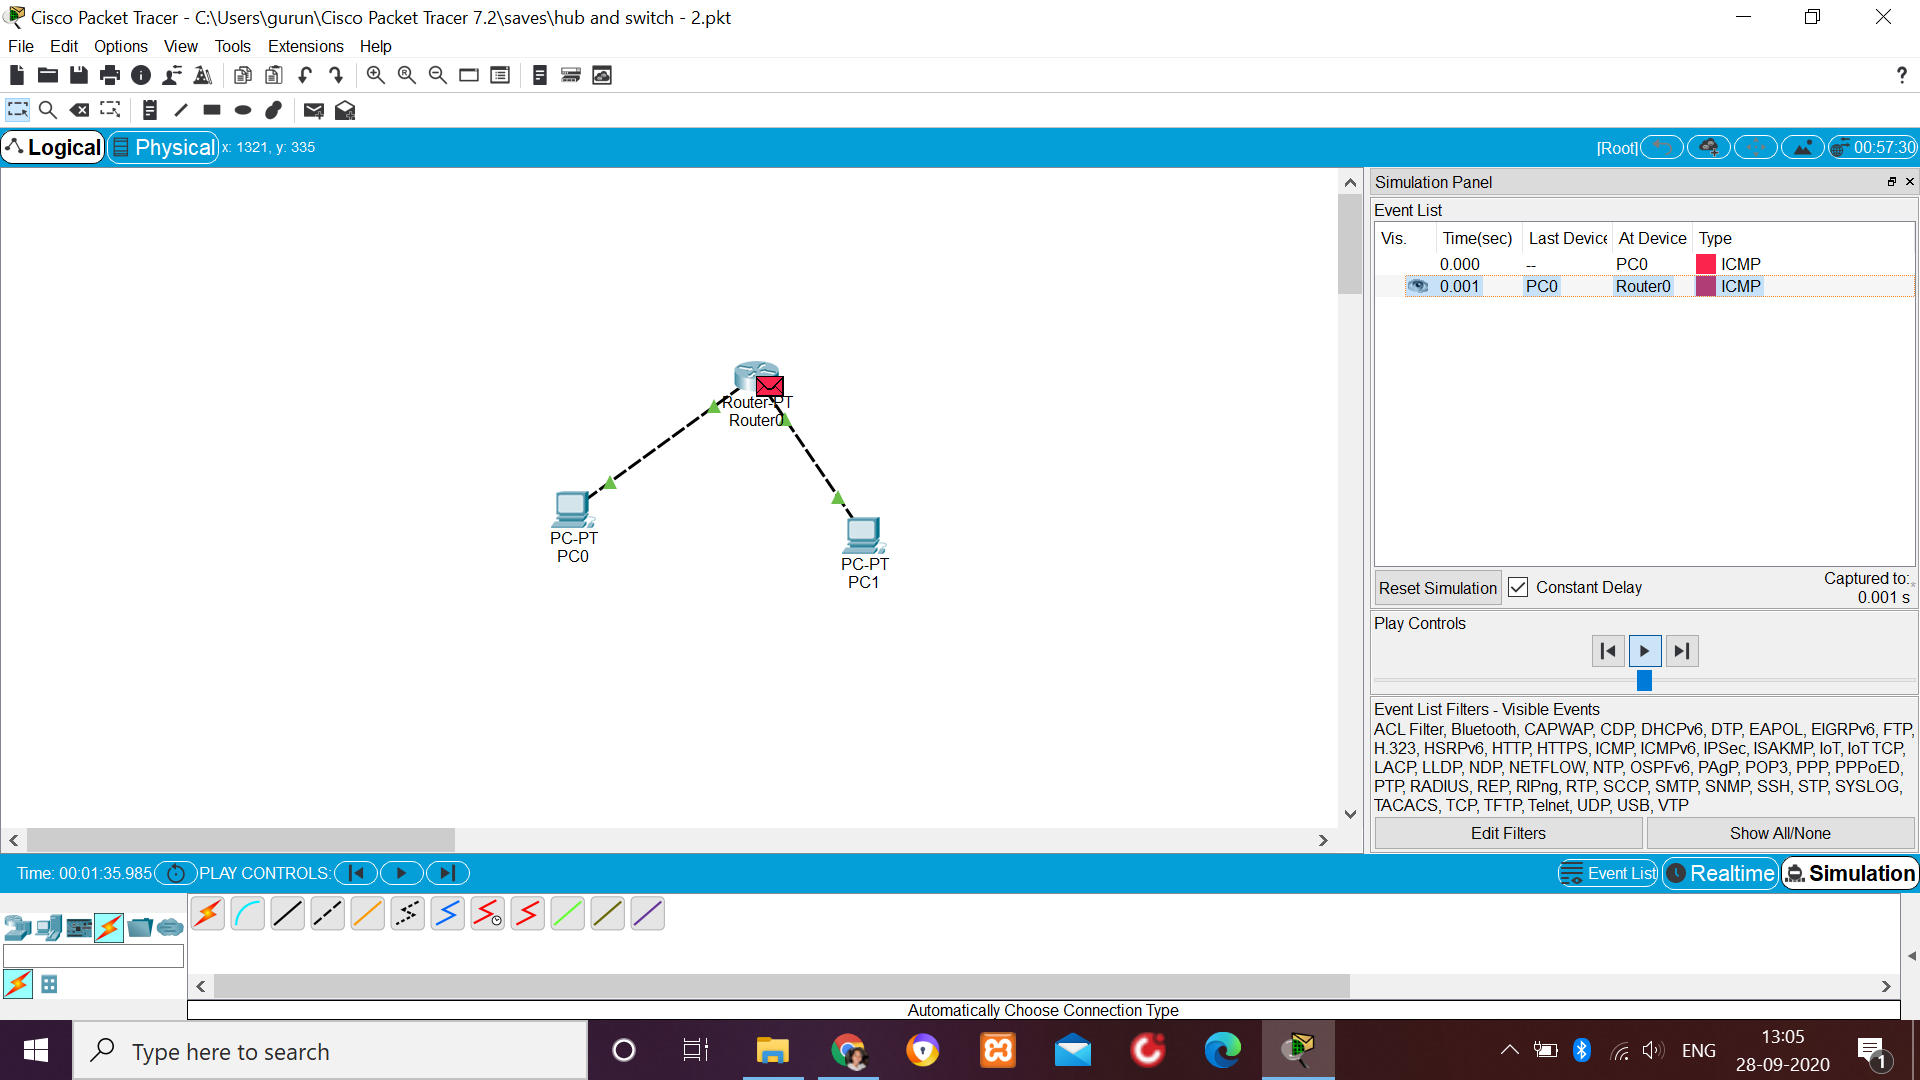 Cisco Packet Tracer - C:\Users\gurun\Cisco Packet Tracer 7.2\saves\hub and switch - 2.pkt
File Edit Options View Tools Extensions Help
?
Logical Physical x: 1321, y: 335 [Root] 00:57:30
Simulation Panel
Event List
Vis. Time(sec) Last Device At Device Type
0.000 -- PC0 ICMP
0.001 PC0 Router0 ICMP
Router-PT
Router0
PC-PT
PC0
PC-PT
PC1
Reset Simulation Constant Delay Captured to:*
0.001 s
Play Controls
Event List Filters - Visible Events
ACL Filter, Bluetooth, CAPWAP, CDP, DHCPv6, DTP, EAPOL, EIGRPv6, FTP,
H.323, HSRPv6, HTTP, HTTPS, ICMP, ICMPv6, IPSec, ISAKMP, IoT, IoT TCP,
LACP, LLDP, NDP, NETFLOW, NTP, OSPFv6, PAgP, POP3, PPP, PPPoED,
PTP, RADIUS, REP, RIPng, RTP, SCCP, SMTP, SNMP, SSH, STP, SYSLOG,
TACACS, TCP, TFTP, Telnet, UDP, USB, VTP
Edit Filters Show All/None
Time: 00:01:35.985 PLAY CONTROLS: Event List Realtime Simulation
Automatically Choose Connection Type
Type here to search
ENG 13:05
28-09-2020
1